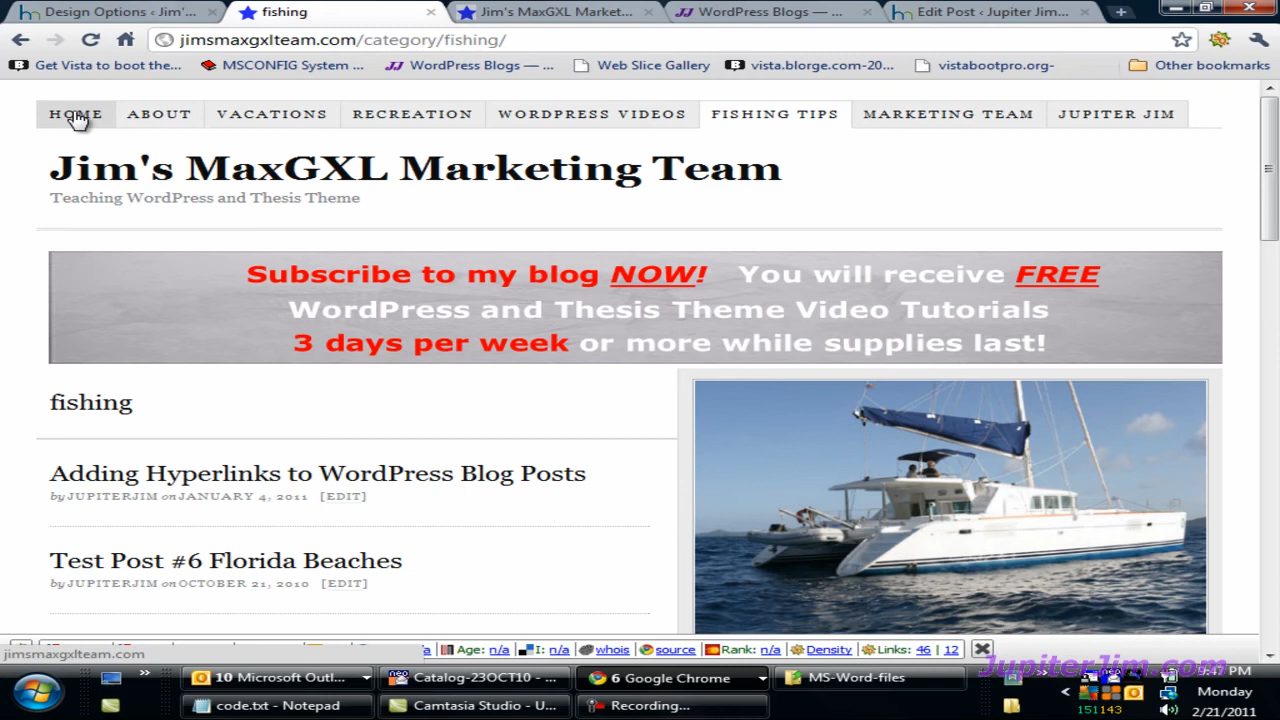 Design Options ‹ Jim'...
fishing
Jim's MaxGXL Market...
WordPress Blogs — ...
Edit Post ‹ Jupiter Jim...
jimsmaxgxlteam.com/category/fishing/
Get Vista to boot the...
MSCONFIG System ...
WordPress Blogs — ...
Web Slice Gallery
vista.blorge.com-20...
vistabootpro.org-
Other bookmarks
HOME
ABOUT
VACATIONS
RECREATION
WORDPRESS VIDEOS
FISHING TIPS
MARKETING TEAM
JUPITER JIM
Jim's MaxGXL Marketing Team
Teaching WordPress and Thesis Theme
Subscribe to my blog NOW! You will receive FREE
WordPress and Thesis Theme Video Tutorials
3 days per week or more while supplies last!
fishing
Adding Hyperlinks to WordPress Blog Posts
by JUPITERJIM on JANUARY 4, 2011 [EDIT]
Test Post #6 Florida Beaches
by JUPITERJIM on OCTOBER 21, 2010 [EDIT]
jimsmaxgxlteam.com
Age: n/a
I: n/a
whois
source
Rank: n/a
Density
Links: 46 | 12
JupiterJim.com
10 Microsoft Outl...
Catalog-23OCT10 - ...
6 Google Chrome
MS-Word-files
code.txt - Notepad
Camtasia Studio - U...
Recording...
Monday
2/21/2011
151143